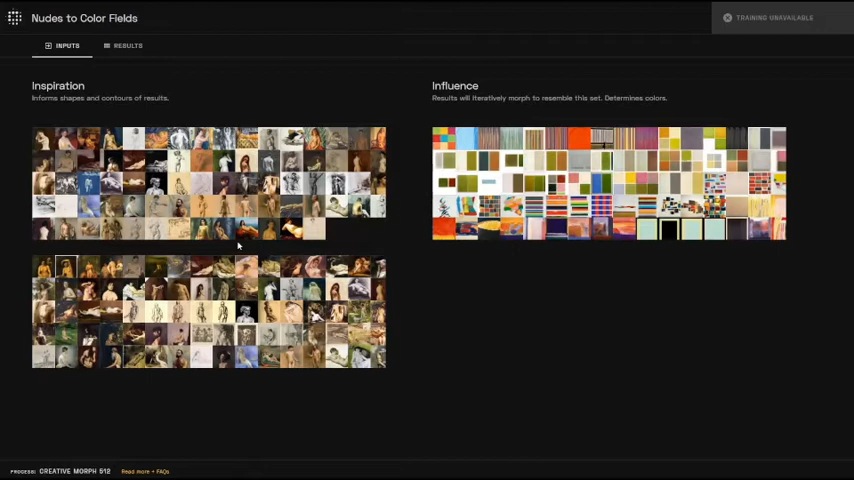 Nudes to Color Fields
TRAINING UNAVAILABLE
INPUTS
RESULTS
Inspiration
Informs shapes and contours of results.
Influence
Results will iteratively morph to resemble this set. Determines colors.
PROCESS: CREATIVE MORPH 512
Read more + FAQs